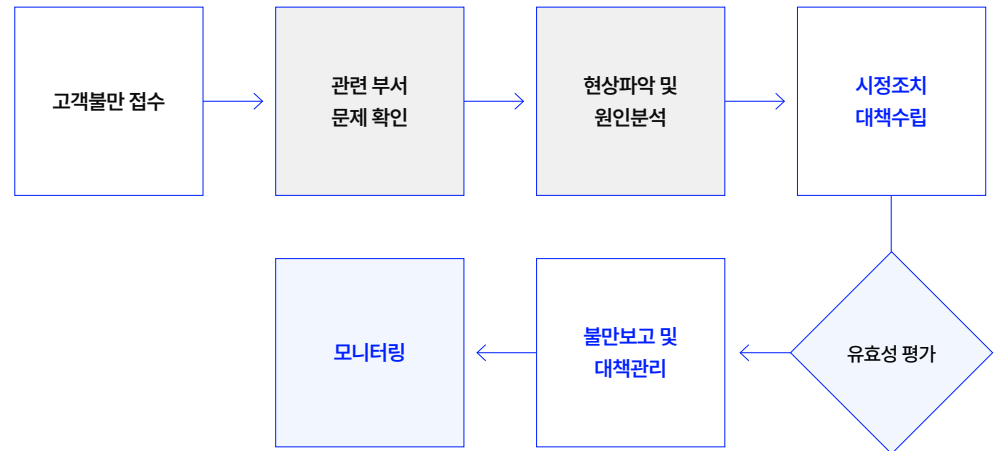 고객불만 접수
관련 부서
문제 확인
현상파악 및
원인분석
시정조치
대책수립
유효성 평가
불만보고 및
대책관리
모니터링